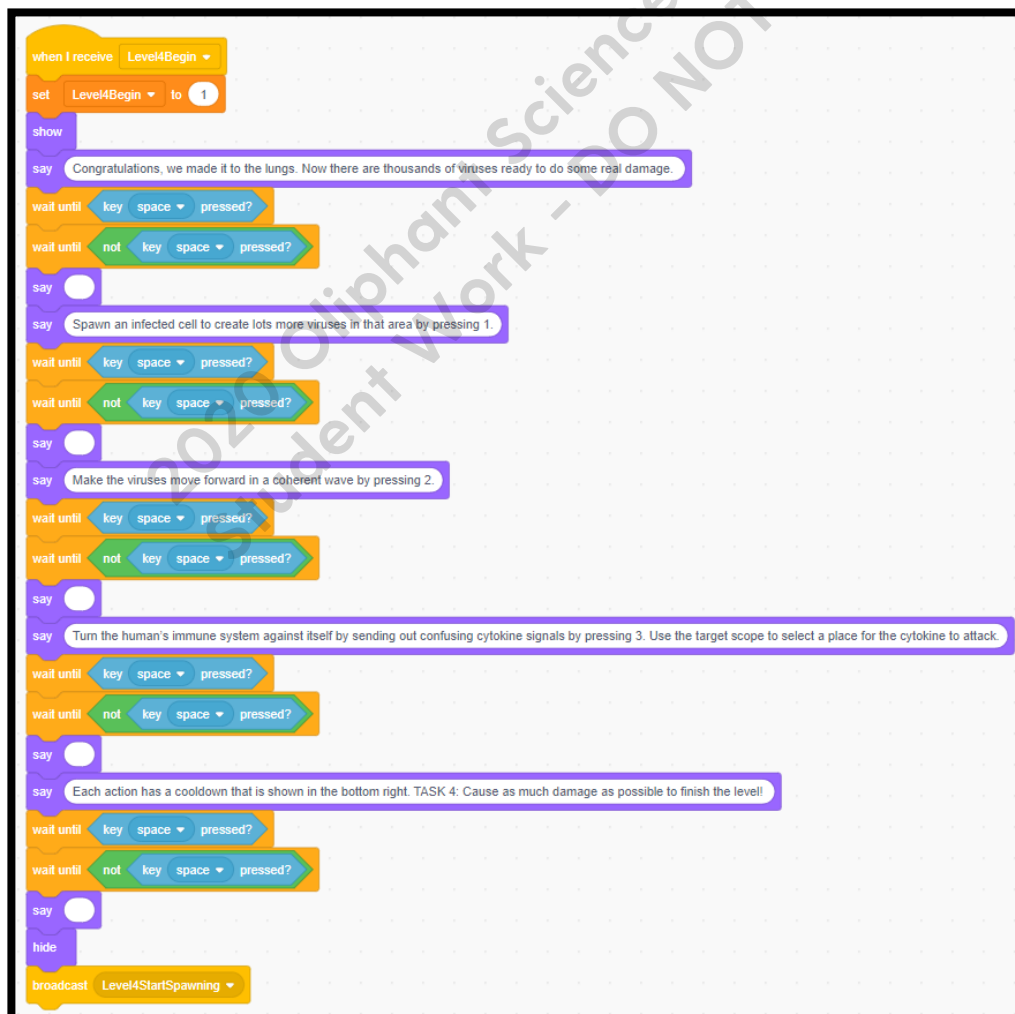 when I receive Level4Begin
set Level4Begin to 1
show
say Congratulations, we made it to the lungs. Now there are thousands of viruses ready to do some real damage.
wait until key space pressed?
wait until not key space pressed?
say
say Spawn an infected cell to create lots more viruses in that area by pressing 1.
wait until key space pressed?
wait until not key space pressed?
say
say Make the viruses move forward in a coherent wave by pressing 2.
wait until key space pressed?
wait until not key space pressed?
say
say Turn the human's immune system against itself by sending out confusing cytokine signals by pressing 3. Use the target scope to select a place for the cytokine to attack.
wait until key space pressed?
wait until not key space pressed?
say
say Each action has a cooldown that is shown in the bottom right. TASK 4: Cause as much damage as possible to finish the level!
wait until key space pressed?
wait until not key space pressed?
say
hide
broadcast Level4StartSpawning
2020 Oliphant Science
Student Work - DO NOT